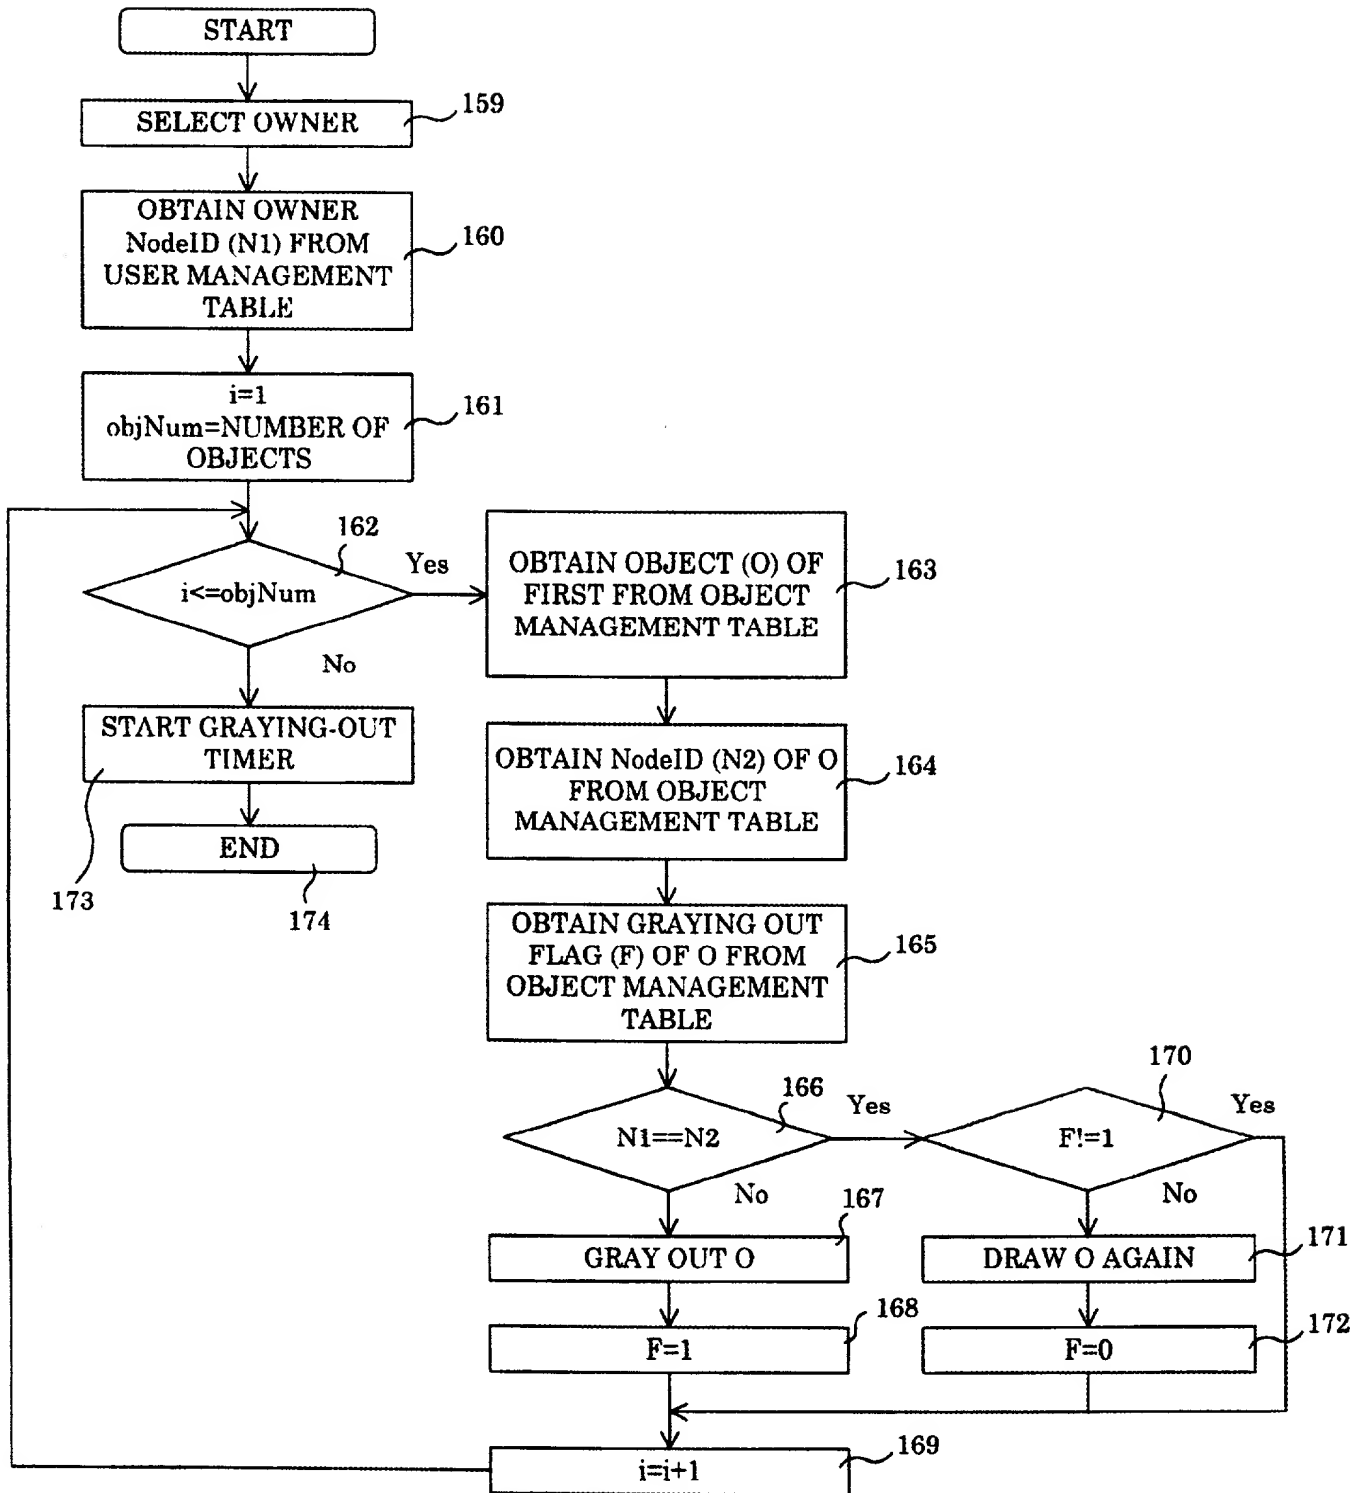 START
SELECT OWNER
159
OBTAIN OWNER
NodeID (N1) FROM
USER MANAGEMENT
TABLE
160
i=1
objNum=NUMBER OF
OBJECTS
161
162
i<=objNum
Yes
No
OBTAIN OBJECT (O) OF
FIRST FROM OBJECT
MANAGEMENT TABLE
163
START GRAYING-OUT
TIMER
173
END
174
OBTAIN NodeID (N2) OF O
FROM OBJECT
MANAGEMENT TABLE
164
OBTAIN GRAYING OUT
FLAG (F) OF O FROM
OBJECT MANAGEMENT
TABLE
165
166
N1==N2
Yes
No
170
F!=1
Yes
No
167
GRAY OUT O
171
DRAW O AGAIN
168
F=1
172
F=0
169
i=i+1